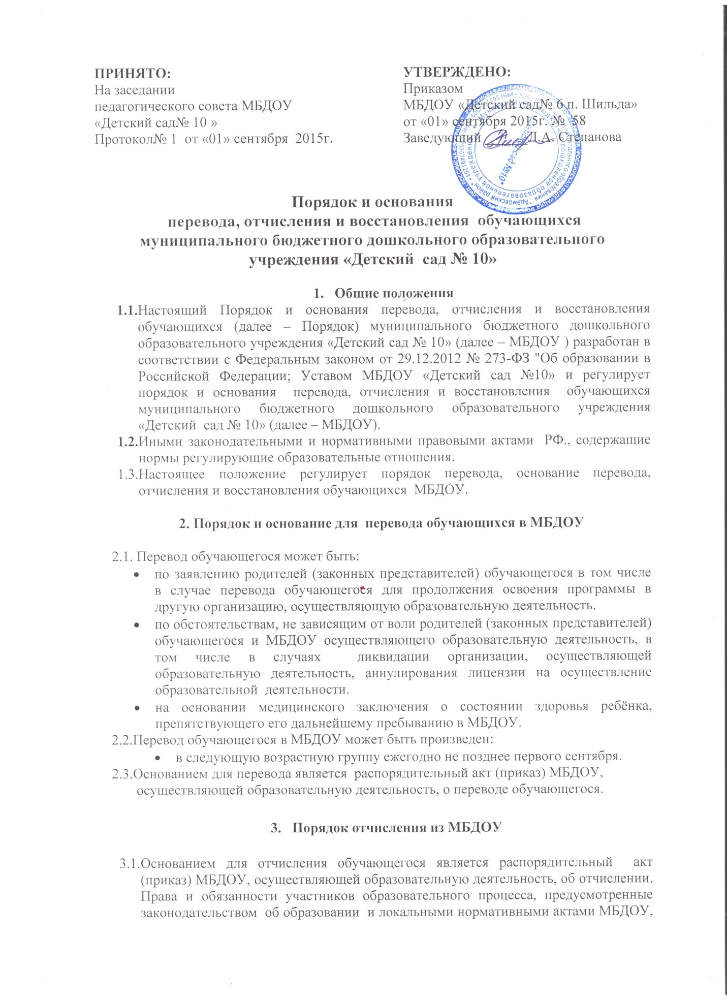 ПРИНЯТО:
На заседании
педагогического совета МБДОУ
«Детский сад№ 10 »
Протокол№ 1 от «01» сентября 2015г.
УТВЕРЖДЕНО:
Приказом
МБДОУ «Детский сад№ 6 п. Шильда»
от «01» сентября 2015г. № 58
Заведующий Д.А. Степанова
Порядок и основания
перевода, отчисления и восстановления обучающихся
муниципального бюджетного дошкольного образовательного
учреждения «Детский сад № 10»
1. Общие положения
1.1.Настоящий Порядок и основания перевода, отчисления и восстановления
обучающихся (далее – Порядок) муниципального бюджетного дошкольного
образовательного учреждения «Детский сад № 10» (далее – МБДОУ ) разработан в
соответствии с Федеральным законом от 29.12.2012 № 273-ФЗ "Об образовании в
Российской Федерации; Уставом МБДОУ «Детский сад №10» и регулирует
порядок и основания перевода, отчисления и восстановления обучающихся
муниципального бюджетного дошкольного образовательного учреждения
«Детский сад № 10» (далее – МБДОУ).
1.2.Иными законодательными и нормативными правовыми актами РФ., содержащие
нормы регулирующие образовательные отношения.
1.3.Настоящее положение регулирует порядок перевода, основание перевода,
отчисления и восстановления обучающихся МБДОУ.
2. Порядок и основание для перевода обучающихся в МБДОУ
2.1. Перевод обучающегося может быть:
• по заявлению родителей (законных представителей) обучающегося в том числе
в случае перевода обучающегося для продолжения освоения программы в
другую организацию, осуществляющую образовательную деятельность.
• по обстоятельствам, не зависящим от воли родителей (законных представителей)
обучающегося и МБДОУ осуществляющего образовательную деятельность, в
том числе в случаях ликвидации организации, осуществляющей
образовательную деятельность, аннулирования лицензии на осуществление
образовательной деятельности.
• на основании медицинского заключения о состоянии здоровья ребёнка,
препятствующего его дальнейшему пребыванию в МБДОУ.
2.2.Перевод обучающегося в МБДОУ может быть произведен:
• в следующую возрастную группу ежегодно не позднее первого сентября.
2.3.Основанием для перевода является распорядительный акт (приказ) МБДОУ,
осуществляющей образовательную деятельность, о переводе обучающегося.
3. Порядок отчисления из МБДОУ
3.1.Основанием для отчисления обучающегося является распорядительный акт
(приказ) МБДОУ, осуществляющей образовательную деятельность, об отчислении.
Права и обязанности участников образовательного процесса, предусмотренные
законодательством об образовании и локальными нормативными актами МБДОУ,